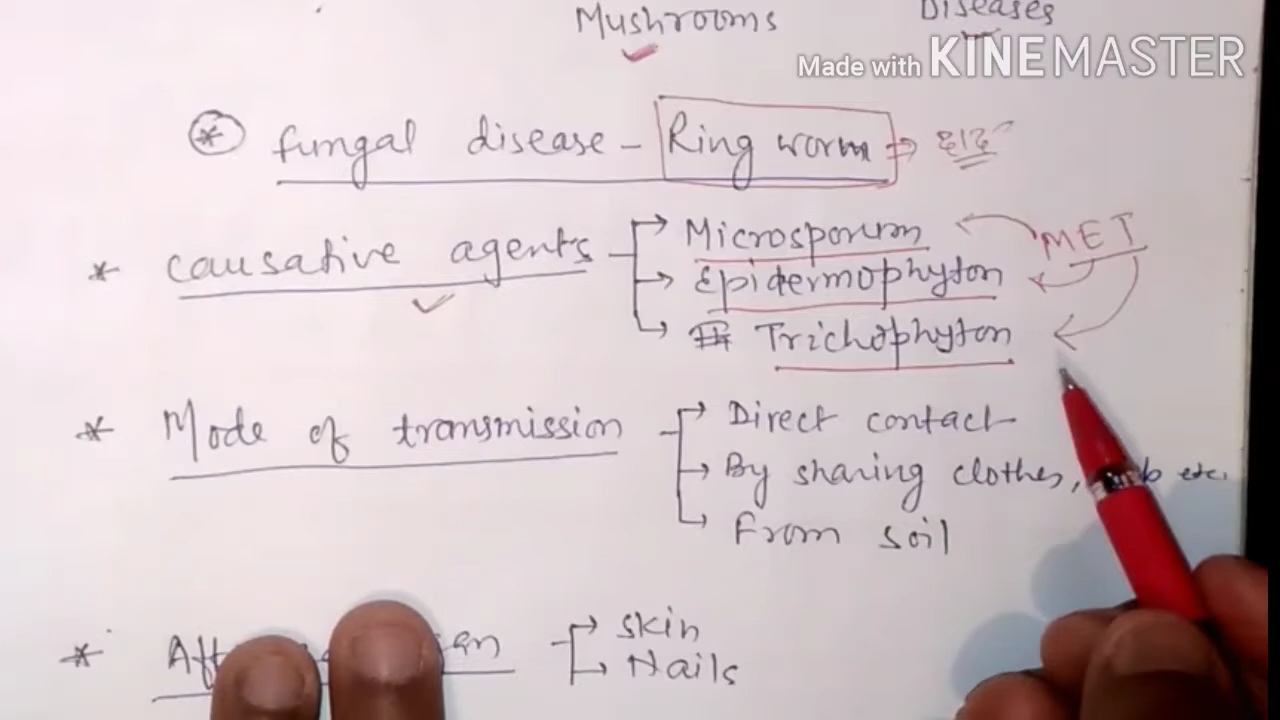 Mushrooms Diseases
Made with KINEMASTER
* fungal disease - Ring worm ⇒ दाद
* causative agents → Microsporum MET
→ Epidermophyton
→ Trichophyton
* Mode of transmission → Direct contact
→ By sharing clothes, etc.
→ From soil
* → Skin
→ Nails